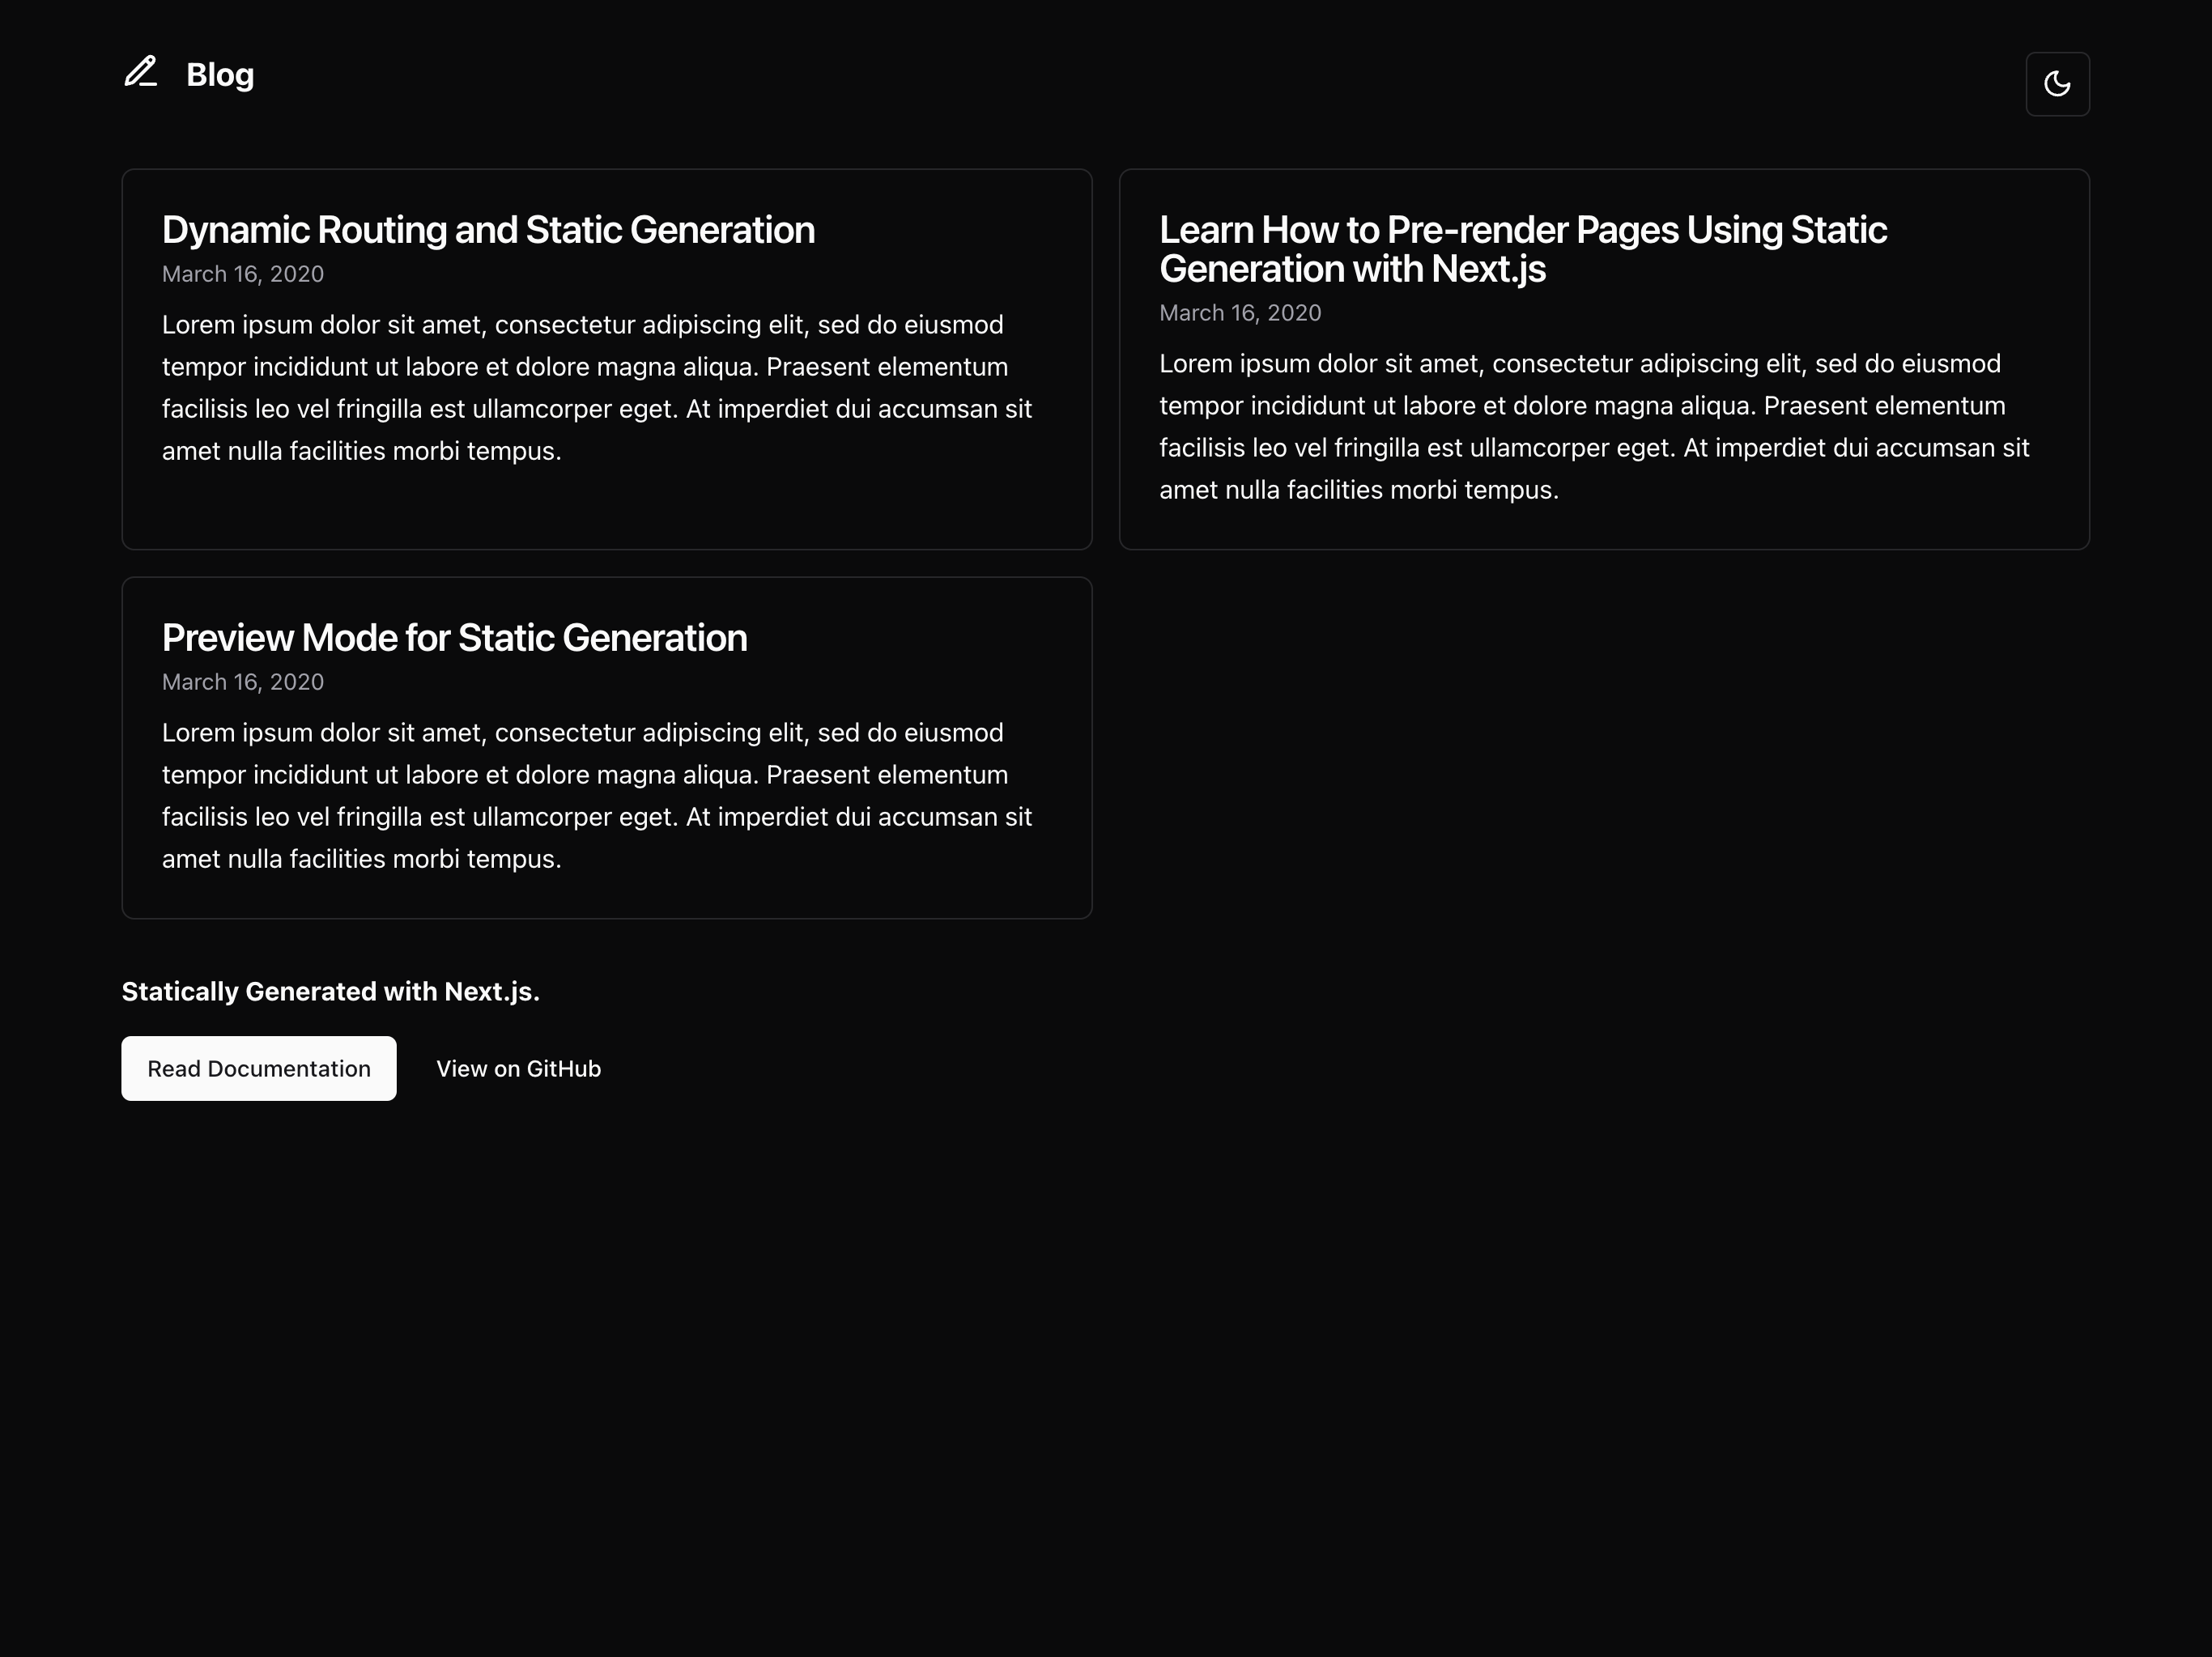 Blog
Dynamic Routing and Static Generation
March 16, 2020
Lorem ipsum dolor sit amet, consectetur adipiscing elit, sed do eiusmod
tempor incididunt ut labore et dolore magna aliqua. Praesent elementum
facilisis leo vel fringilla est ullamcorper eget. At imperdiet dui accumsan sit
amet nulla facilities morbi tempus.
Learn How to Pre-render Pages Using Static
Generation with Next.js
March 16, 2020
Lorem ipsum dolor sit amet, consectetur adipiscing elit, sed do eiusmod
tempor incididunt ut labore et dolore magna aliqua. Praesent elementum
facilisis leo vel fringilla est ullamcorper eget. At imperdiet dui accumsan sit
amet nulla facilities morbi tempus.
Preview Mode for Static Generation
March 16, 2020
Lorem ipsum dolor sit amet, consectetur adipiscing elit, sed do eiusmod
tempor incididunt ut labore et dolore magna aliqua. Praesent elementum
facilisis leo vel fringilla est ullamcorper eget. At imperdiet dui accumsan sit
amet nulla facilities morbi tempus.
Statically Generated with Next.js.
Read Documentation
View on GitHub